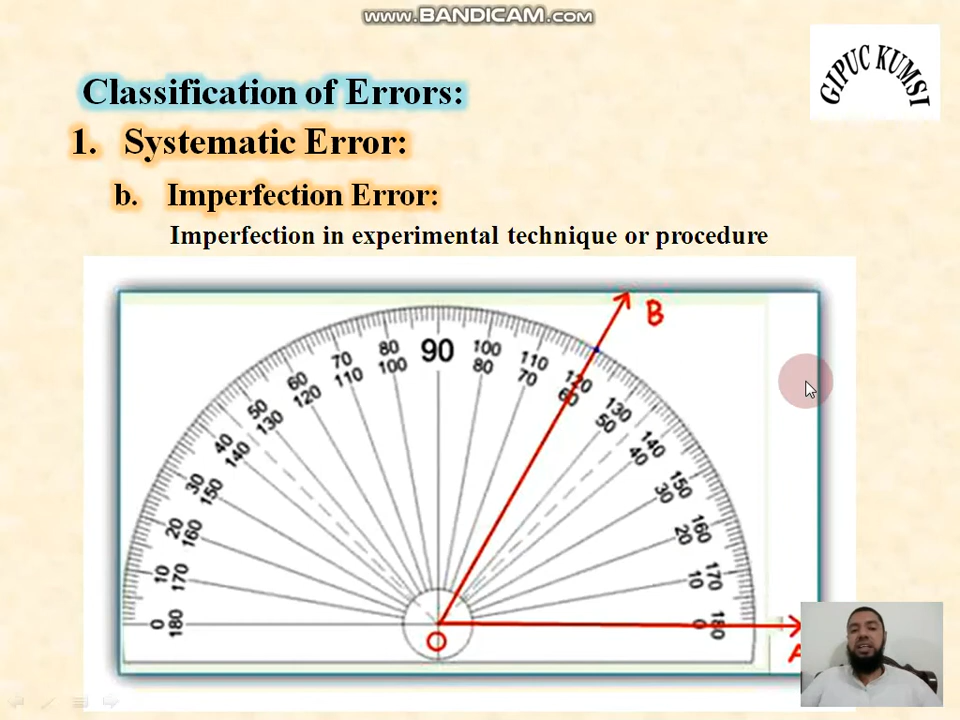 www.BANDICAM.com
GIPUC KUMSI
Classification of Errors:
1. Systematic Error:
b. Imperfection Error:
Imperfection in experimental technique or procedure
B
90
80 100
100 80
70 110
110 70
60 120
120 60
50 130
130 50
40 140
140 40
30 150
150 30
20 160
160 20
10 170
170 10
0 180
180 0
O
A